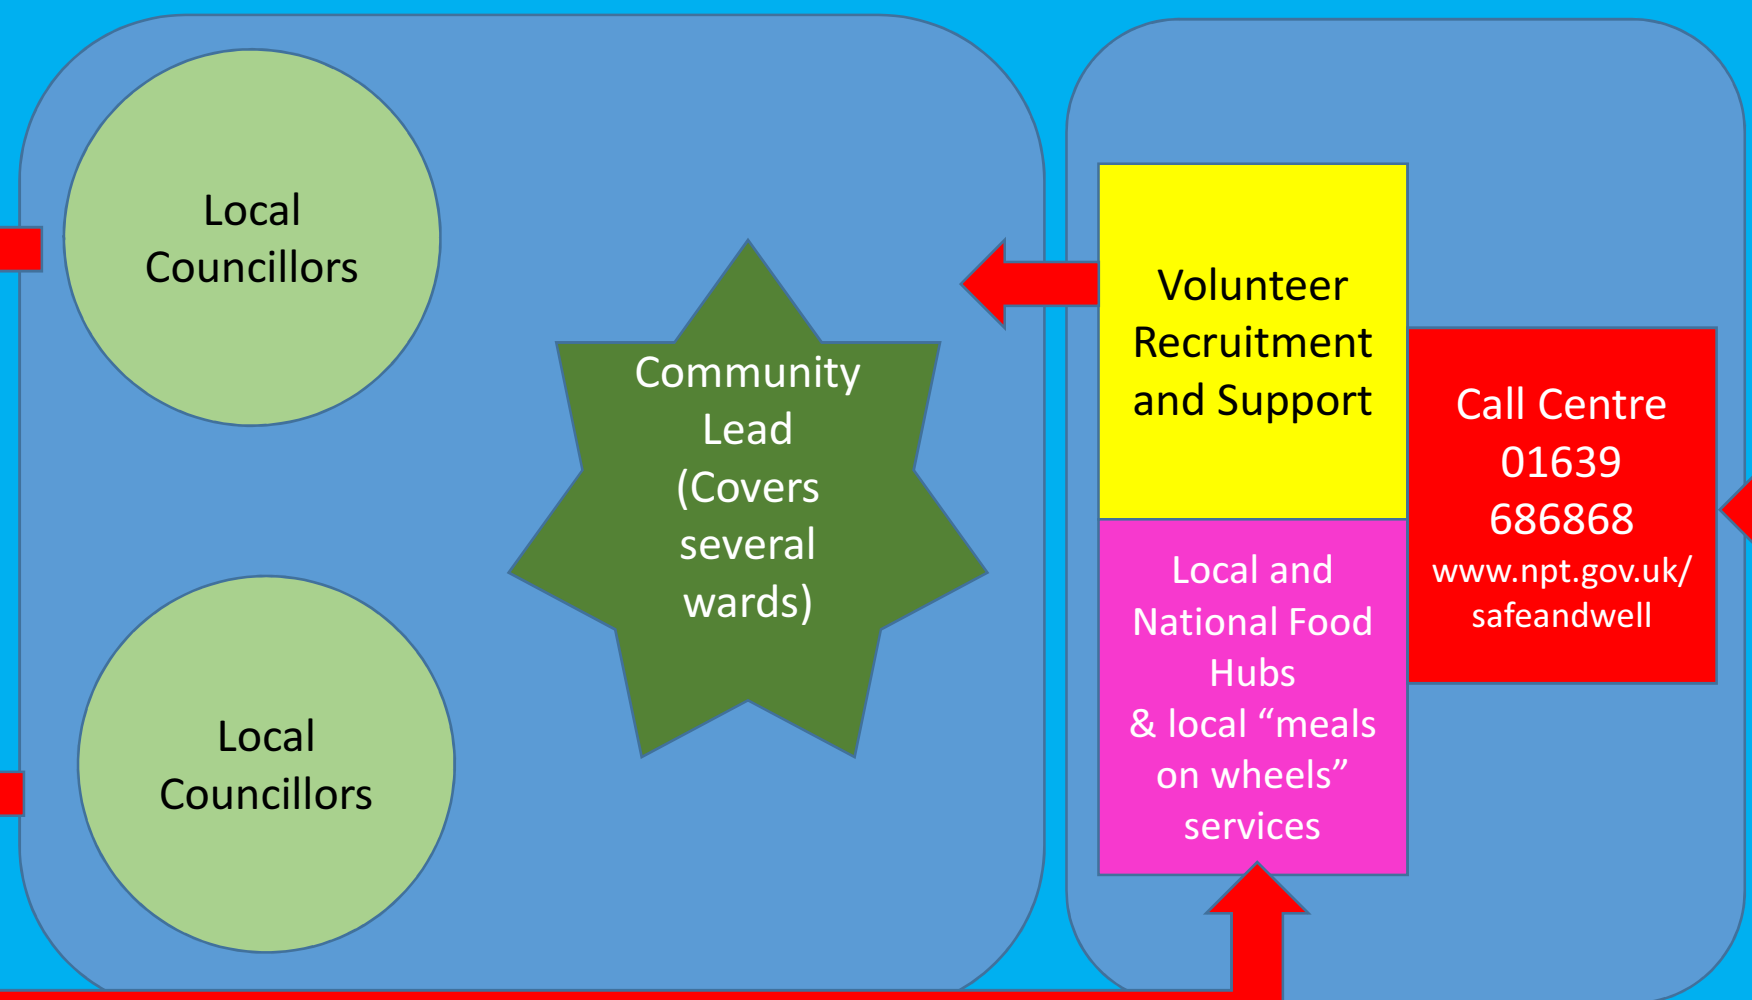 Local
Councillors
Community
Lead
(Covers
several
wards)
Local
Councillors
Volunteer
Recruitment
and Support
Local and
National Food
Hubs
& local “meals
on wheels”
services
Call Centre
01639
686868
www.npt.gov.uk/
safeandwell